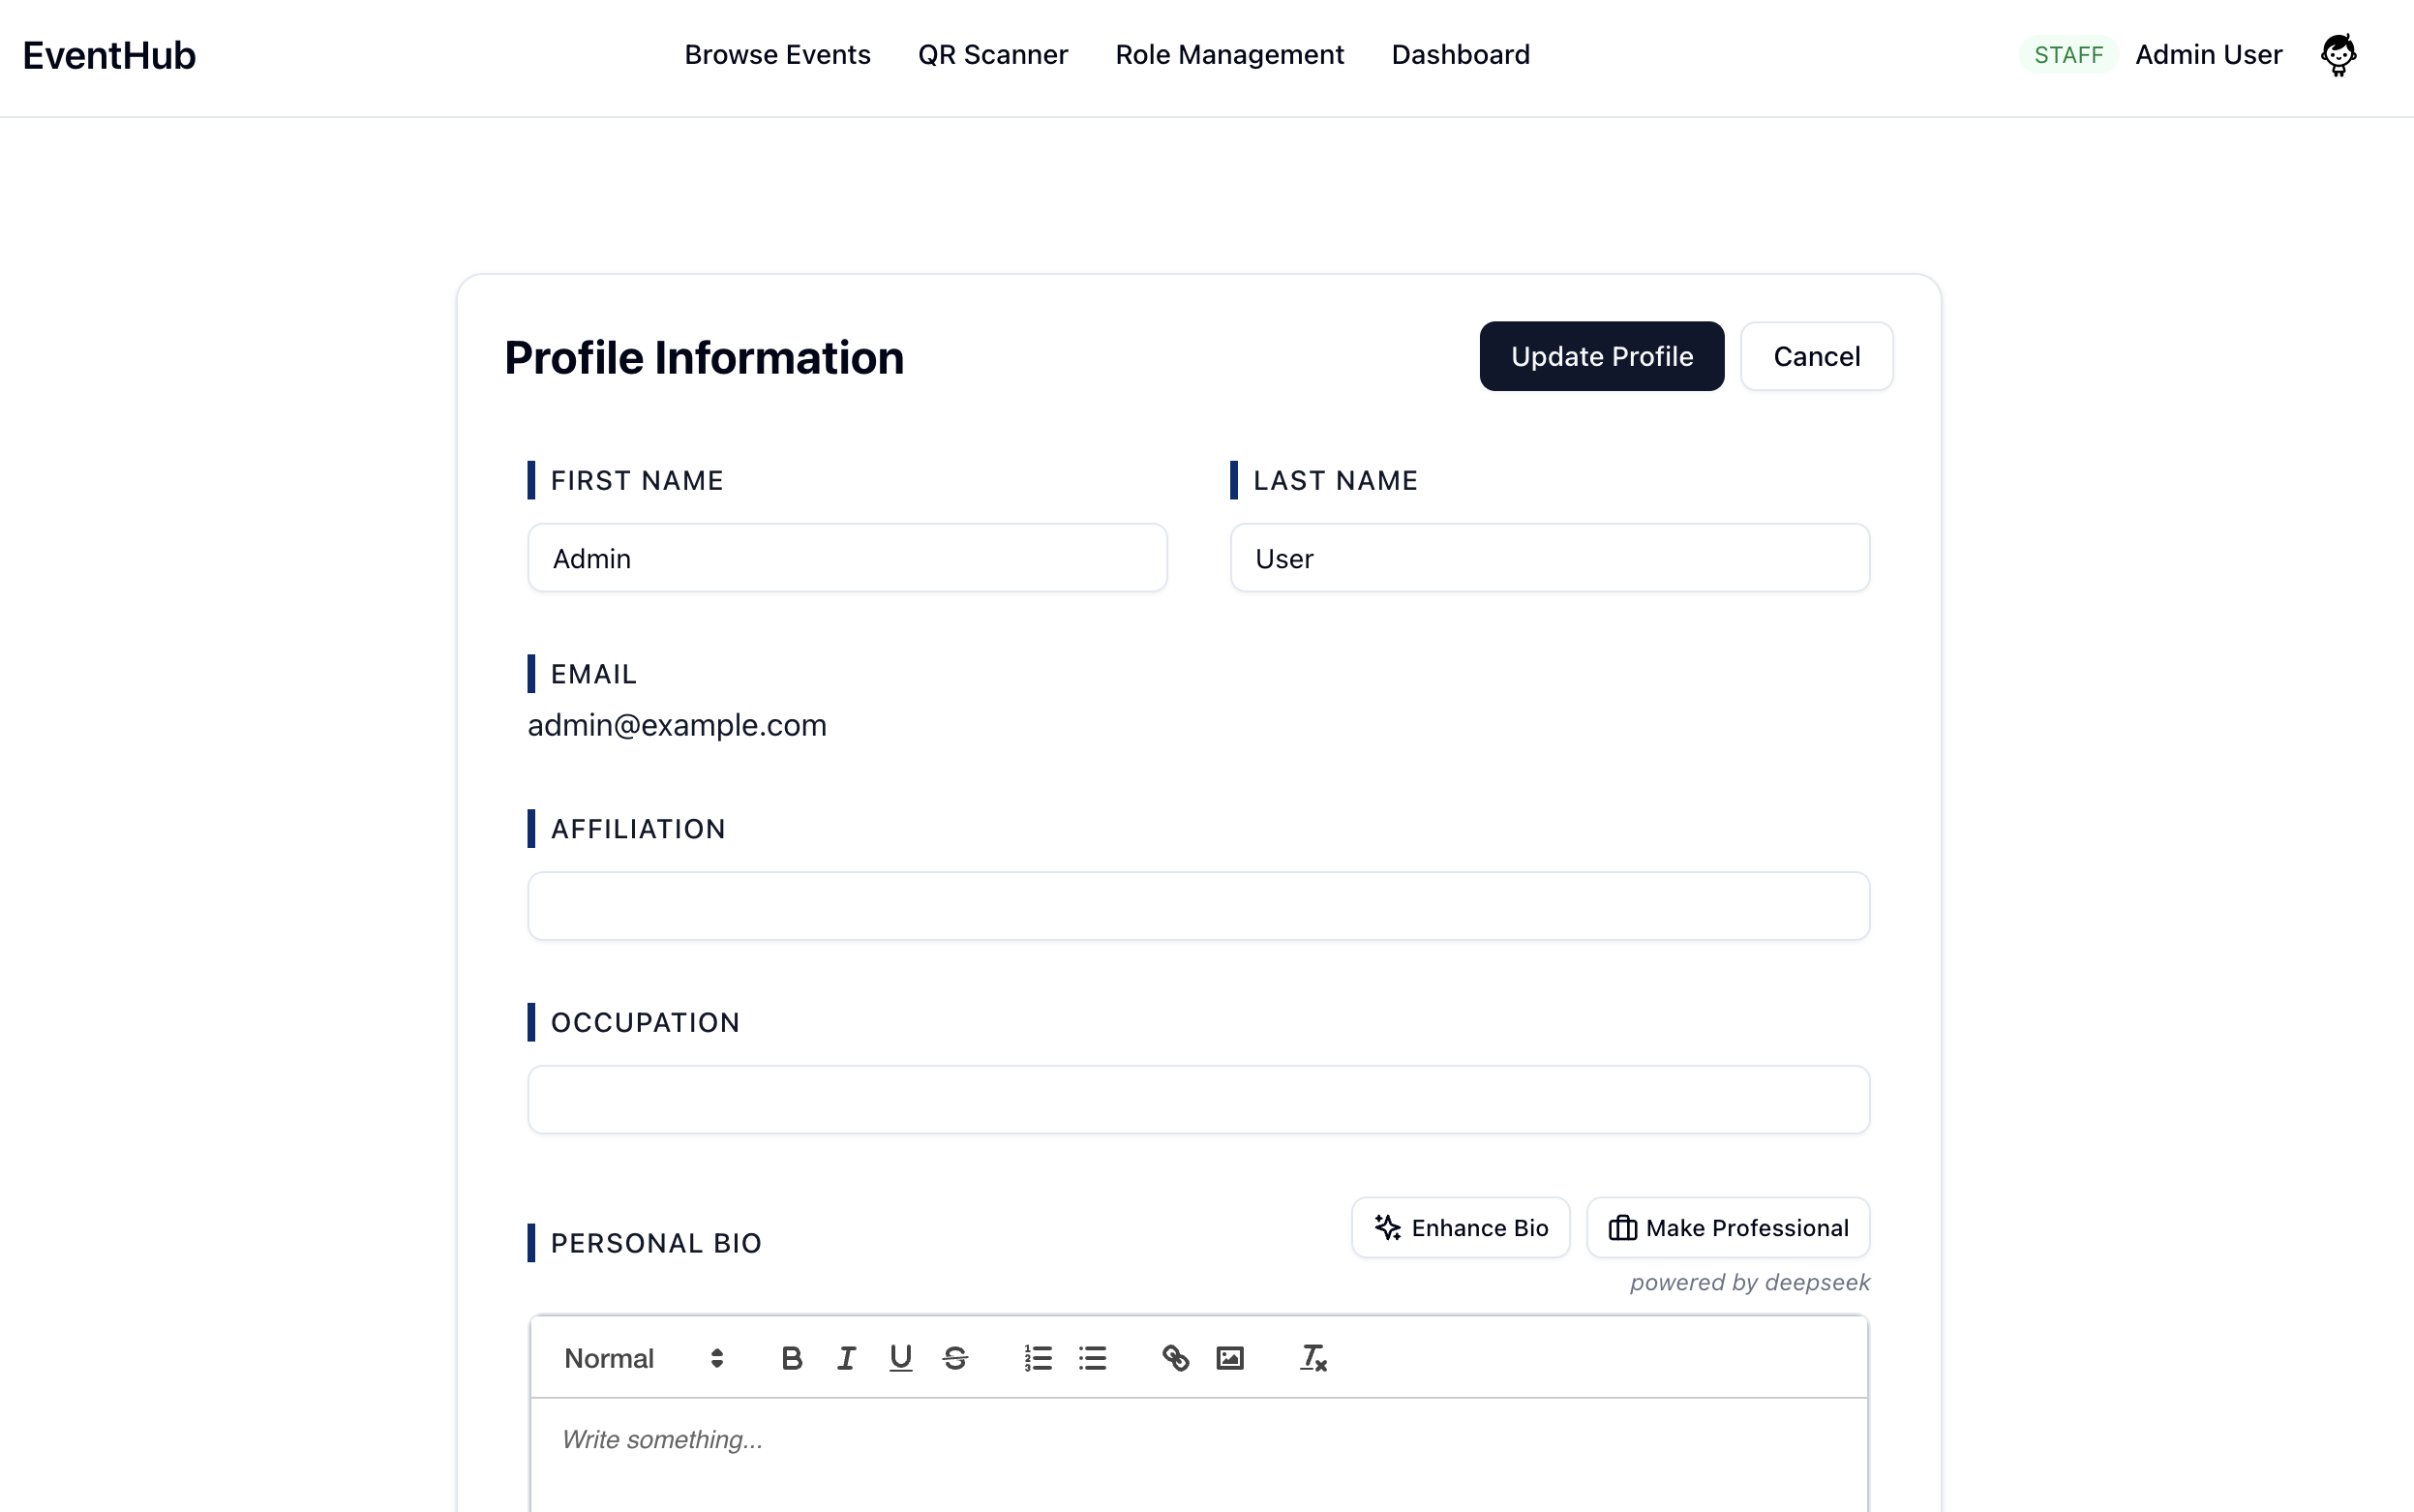 EventHub
Browse Events
QR Scanner
Role Management
Dashboard
STAFF
Admin User
Profile Information
Update Profile
Cancel
FIRST NAME
LAST NAME
Admin
User
EMAIL
admin@example.com
AFFILIATION
OCCUPATION
PERSONAL BIO
Enhance Bio
Make Professional
powered by deepseek
Normal
Write something...